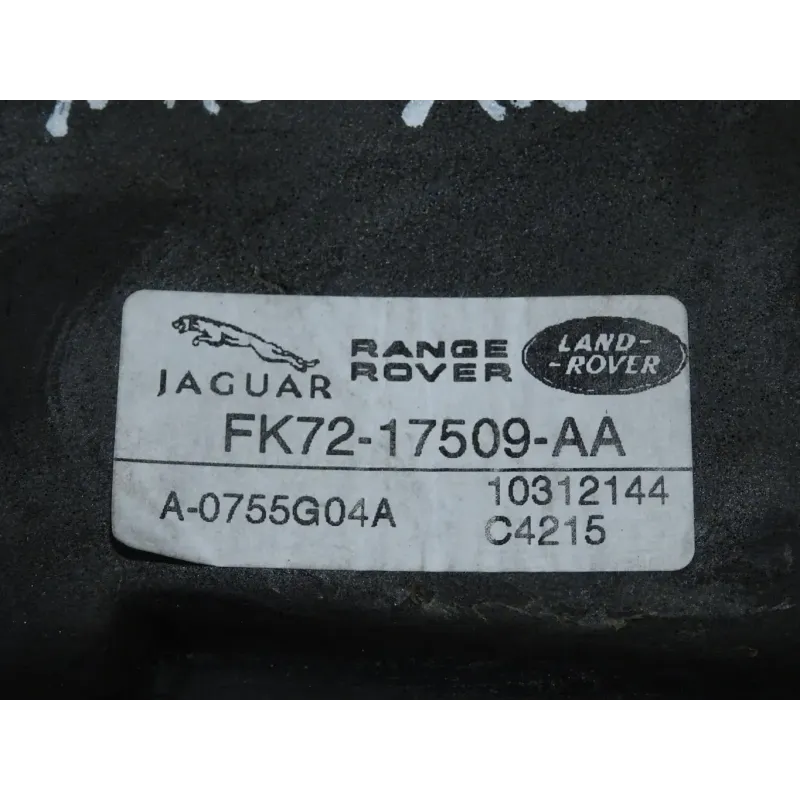 JAGUAR
RANGE
ROVER
LAND-
-ROVER
FK72-17509-AA
A-0755G04A
10312144
C4215